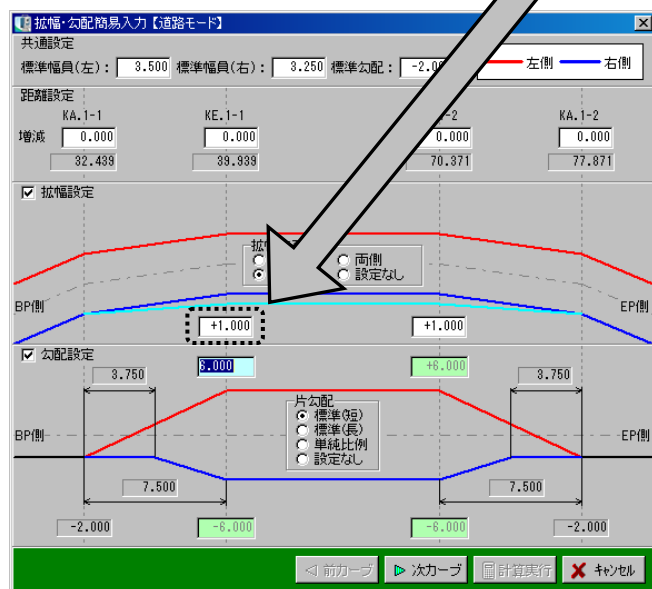 拡幅・勾配簡易入力【道路モード】
共通設定
標準幅員(左): 3.500 標準幅員(右): 3.250 標準勾配: -2.00
左側 右側
距離設定
KA.1-1 KE.1-1 -2 KA.1-2
増減 0.000 0.000 0.000 0.000
32.439 39.939 70.371 77.871
拡幅設定
拡
両側
設定なし
BP側 EP側
+1.000 +1.000
勾配設定
3.750 6.000 +6.000 3.750
片勾配
標準(短)
標準(長)
単純比例
設定なし
BP側 EP側
7.500 7.500
-2.000 -6.000 -6.000 -2.000
前カーブ 次カーブ 計算実行 キャンセル